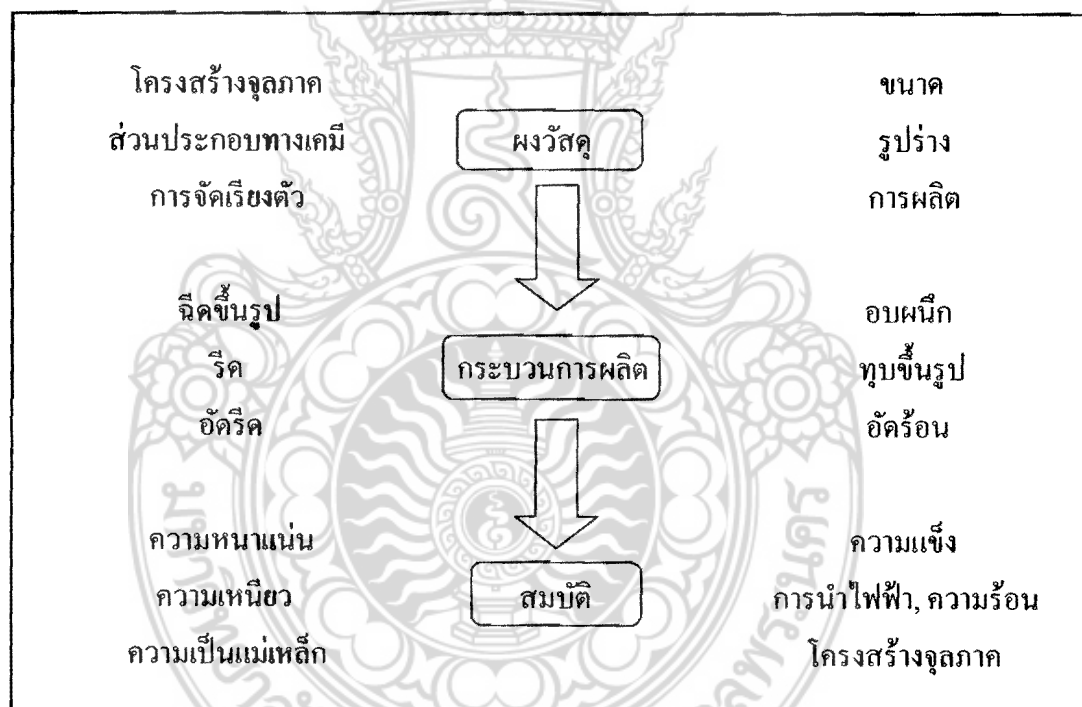 โครงสร้างจุลภาค ขนาด
ส่วนประกอบทางเคมี ผงวัสดุ รูปร่าง
การจัดเรียงตัว การผลิต
ฉีดขึ้นรูป อบผนึก
รีด กระบวนการผลิต ทุบขึ้นรูป
อัดรีด อัดร้อน
ความหนาแน่น ความแข็ง
ความเหนียว สมบัติ การนำไฟฟ้า, ความร้อน
ความเป็นแม่เหล็ก โครงสร้างจุลภาค